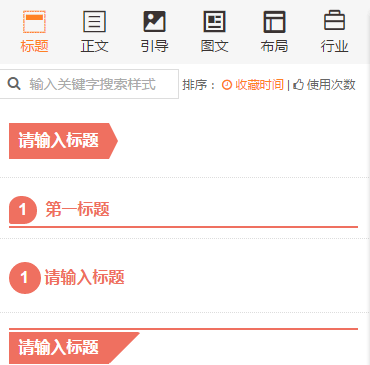 标题 正文 引导 图文 布局 行业
输入关键字搜索样式 排序： 收藏时间 | 使用次数
请输入标题
1 第一标题
1 请输入标题
请输入标题